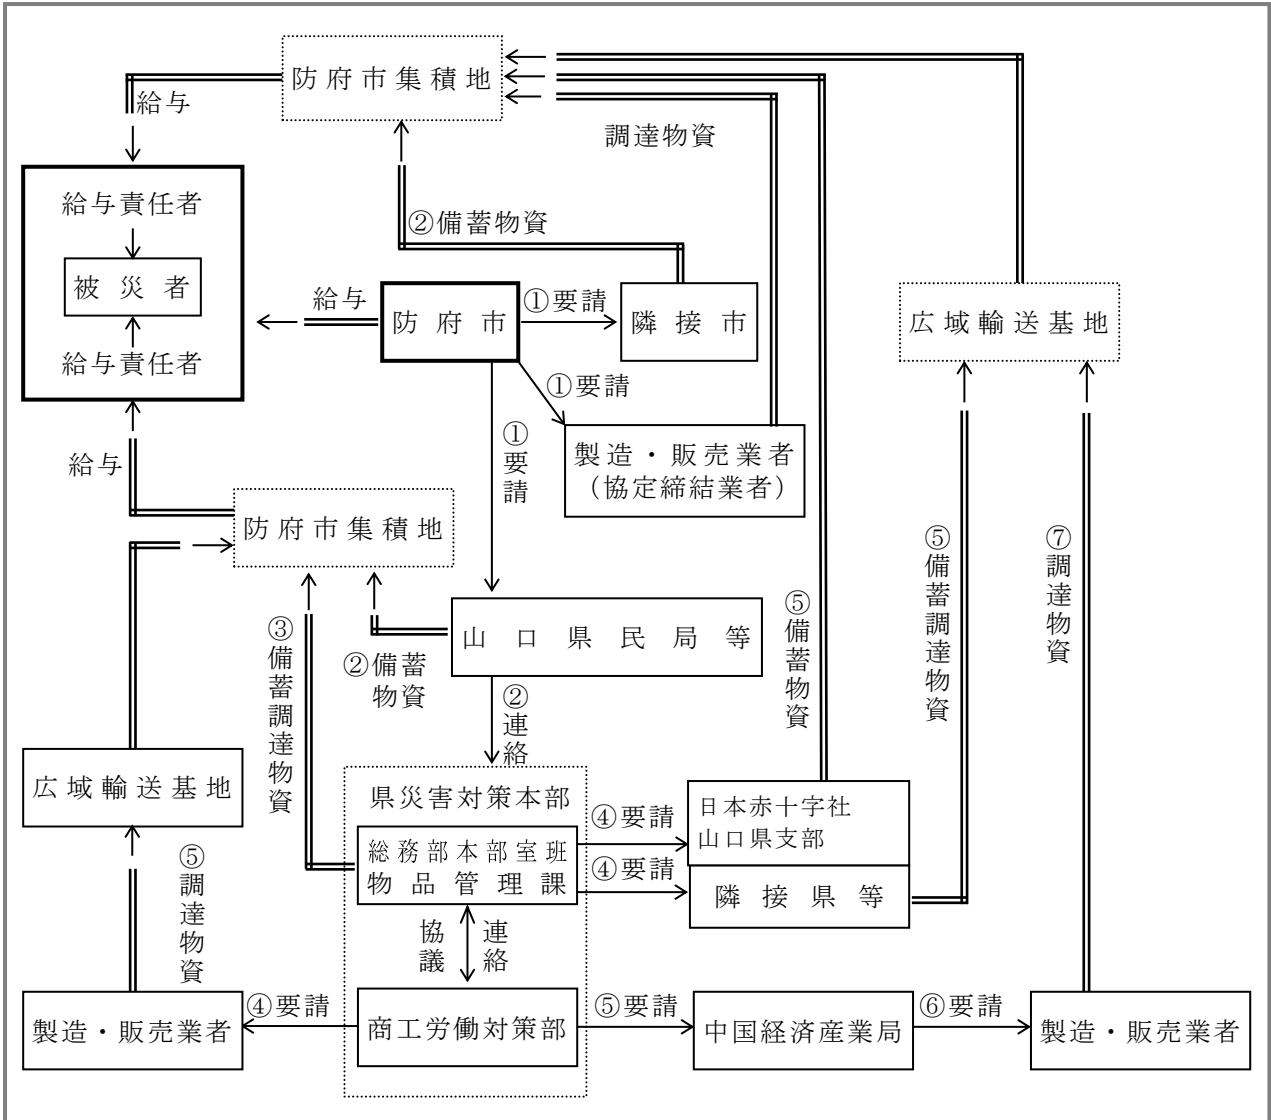 防府市集積地
給与
調達物資
給与責任者
被災者
給与責任者
②備蓄物資
給与
防府市
①要請
隣接市
広域輸送基地
①要請
①要請
製造・販売業者
（協定締結業者）
給与
防府市集積地
⑤備蓄調達物資
⑦調達物資
⑤備蓄物資
山口県民局等
③備蓄調達物資
②備蓄
物資
②連絡
広域輸送基地
県災害対策本部
日本赤十字社
山口県支部
④要請
総務部本部室班
物品管理課
④要請
隣接県等
⑤調達物資
協議
連絡
製造・販売業者
④要請
商工労働対策部
⑤要請
中国経済産業局
⑥要請
製造・販売業者